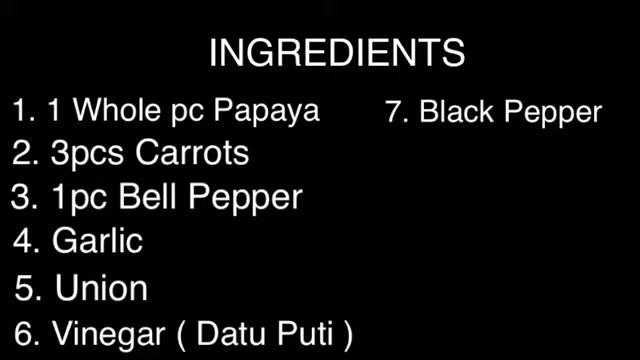 INGREDIENTS
1. 1 Whole pc Papaya
2. 3pcs Carrots
3. 1pc Bell Pepper
4. Garlic
5. Union
6. Vinegar ( Datu Puti )
7. Black Pepper